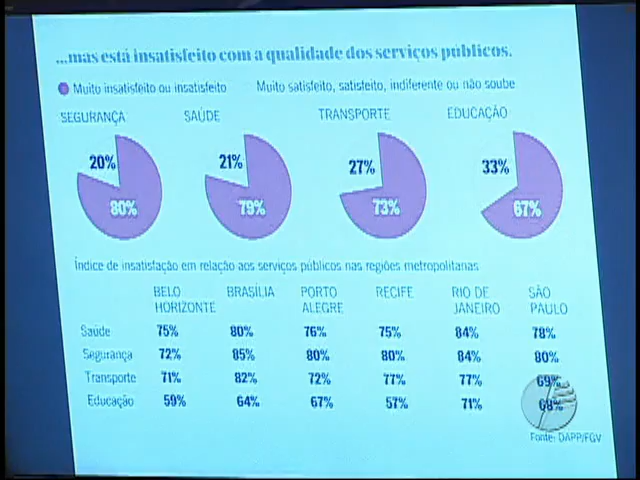 ...mas está insatisfeito com a qualidade dos serviços públicos.
Muito insatisfeito ou insatisfeito Muito satisfeito, satisfeito, indiferente ou não soube
SEGURANÇA SAÚDE TRANSPORTE EDUCAÇÃO
20% 21% 27% 33%
80% 79% 73% 67%
Índice de insatisfação em relação aos serviços públicos nas regiões metropolitanas
BELO HORIZONTE BRASÍLIA PORTO ALEGRE RECIFE RIO DE JANEIRO SÃO PAULO
Saúde 75% 80% 76% 75% 84% 78%
Segurança 72% 85% 80% 80% 84% 80%
Transporte 71% 82% 72% 77% 77% 69%
Educação 59% 64% 67% 57% 71% 68%
Fonte: DAPP/FGV